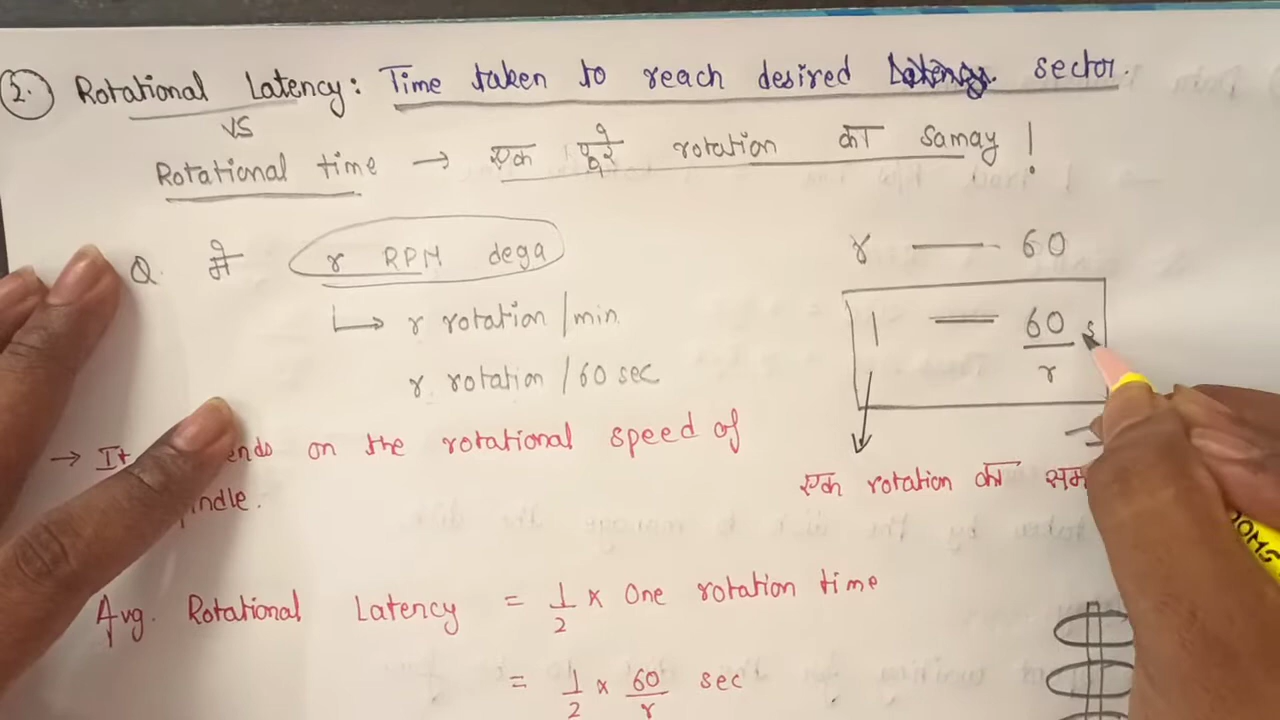 2. Rotational Latency: Time taken to reach desired sector.
vs
Rotational time → एक पूरे rotation का samay !
Q. में r RPM dega
↳ r rotation / min.
r rotation / 60 sec
r — 60
1 — 60/r s
एक rotation का
→ It on the rotational speed of
Avg. Rotational Latency = 1/2 × One rotation time
= 1/2 × 60/r sec